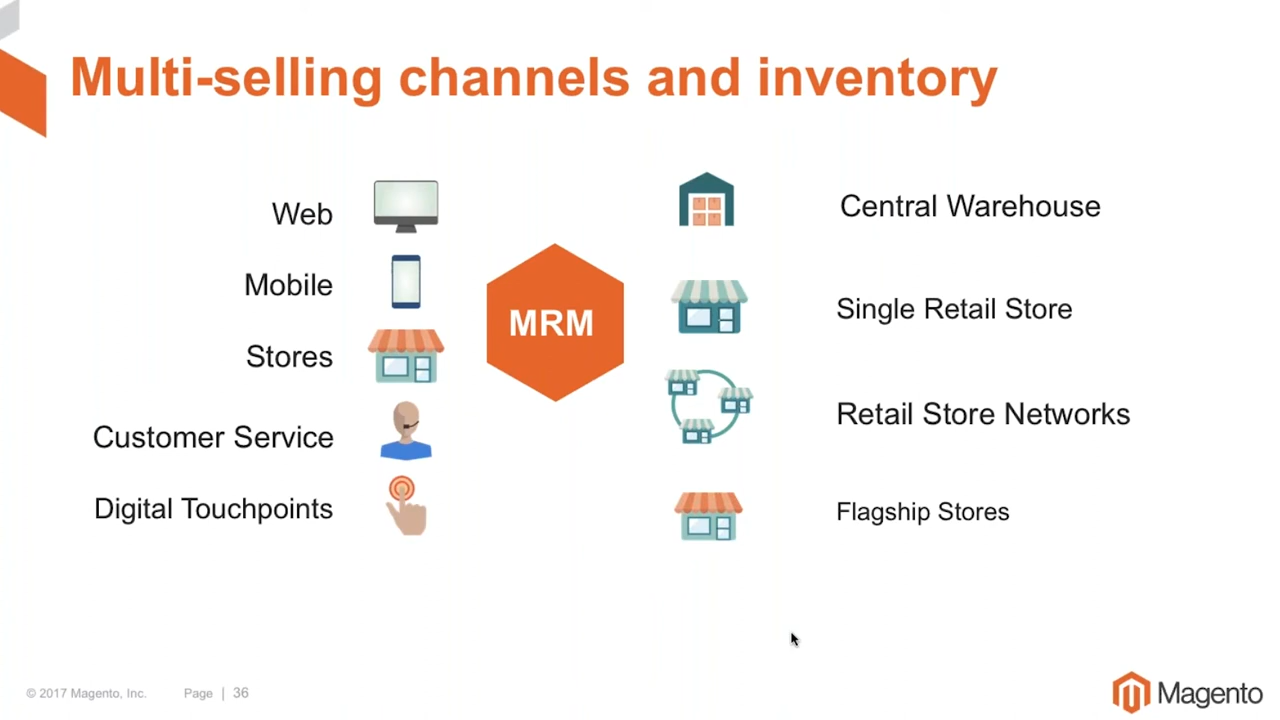 Multi-selling channels and inventory
Web
Mobile
Stores
Customer Service
Digital Touchpoints
MRM
Central Warehouse
Single Retail Store
Retail Store Networks
Flagship Stores
© 2017 Magento, Inc. Page | 36
Magento